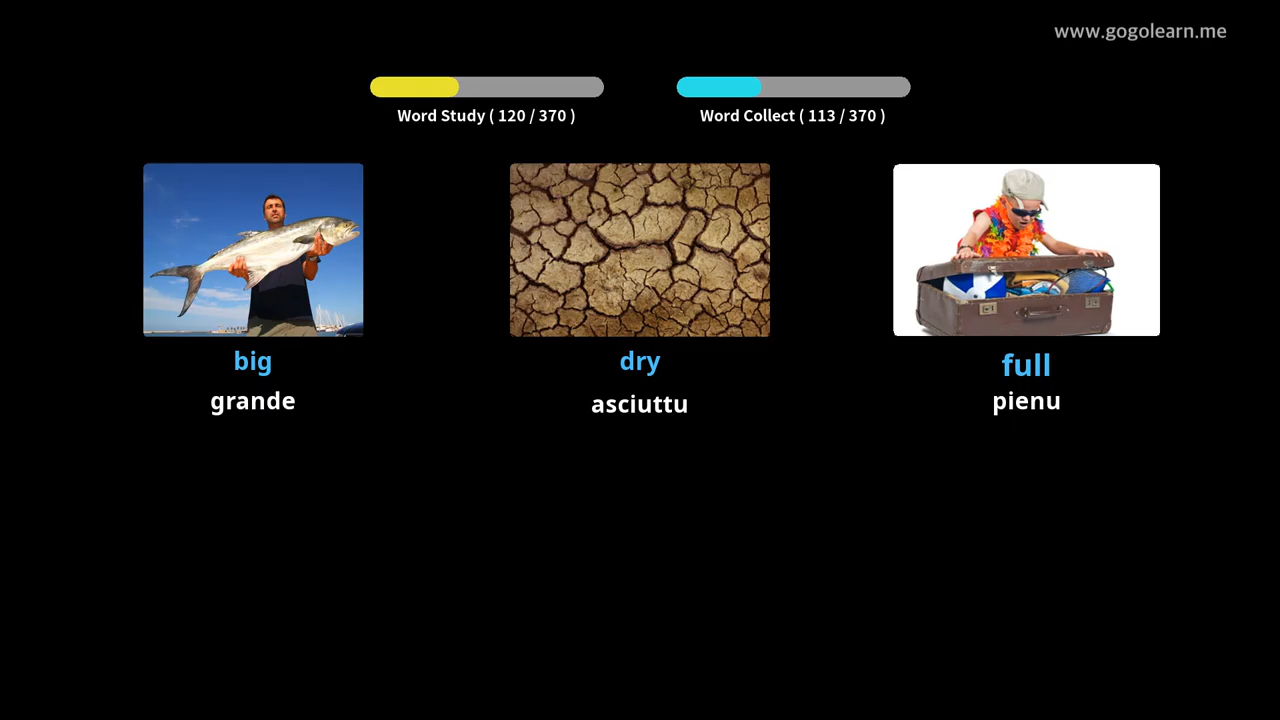 www.gogolearn.me
Word Study ( 120 / 370 )
Word Collect ( 113 / 370 )
big
dry
full
grande
asciuttu
pienu